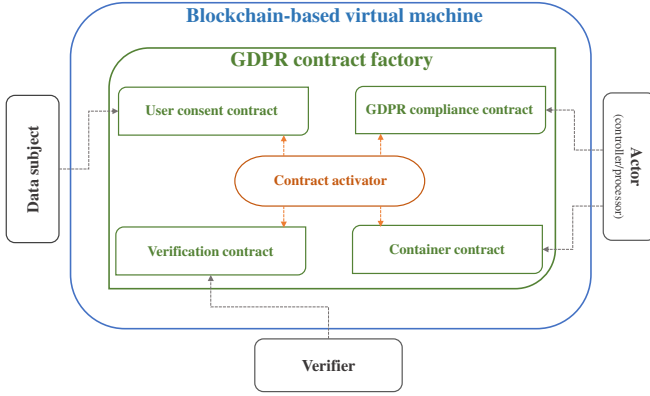 Blockchain-based virtual machine
GDPR contract factory
User consent contract
GDPR compliance contract
Data subject
Contract activator
Actor
(controller/processor)
Verification contract
Container contract
Verifier